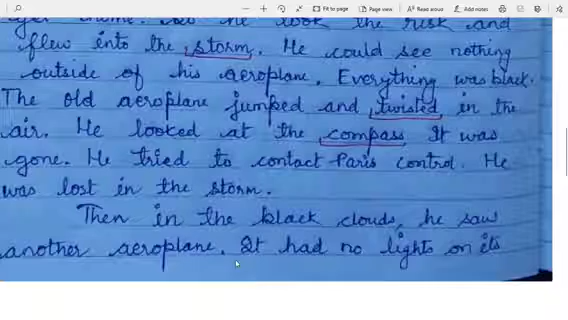 Fit to page
Page view
Read aloud
Add notes
the risk and
flew into the storm. He could see nothing
outside of his aeroplane. Everything was black.
The old aeroplane jumped and twisted in the
air. He looked at the compass It was
gone. He tried to contact Paris control. He
was lost in the storm.
Then in the black clouds, he saw
another aeroplane. It had no lights on its